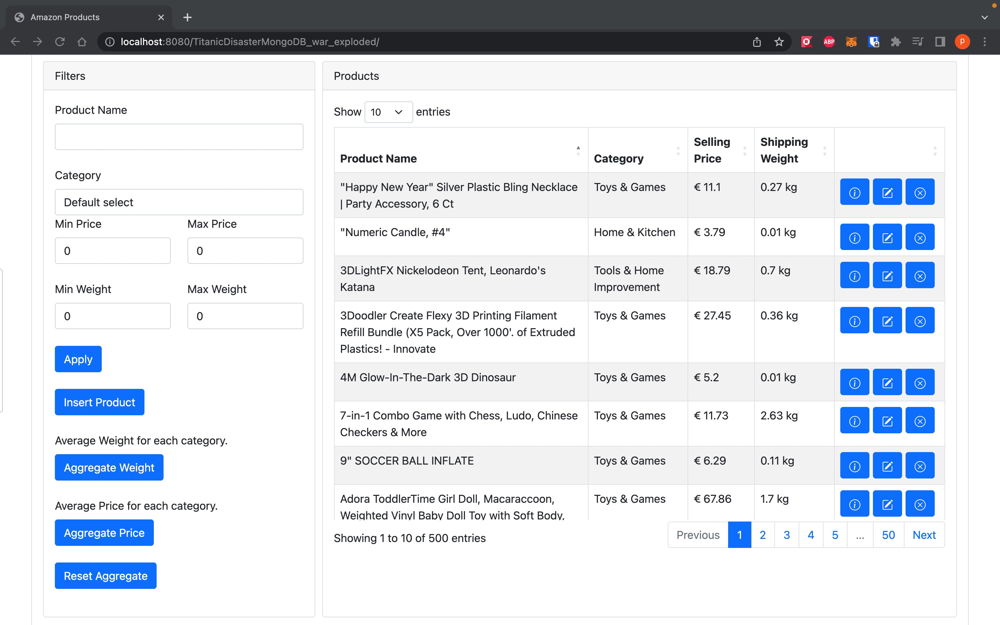 Amazon Products
localhost:8080/TitanicDisasterMongoDB_war_exploded/
ABP
p
Filters
Product Name
Category
Default select
Min Price Max Price
0 0
Min Weight Max Weight
0 0
Apply
Insert Product
Average Weight for each category.
Aggregate Weight
Average Price for each category.
Aggregate Price
Reset Aggregate
Products
Show 10 entries
Product Name Category Selling Price Shipping Weight
"Happy New Year" Silver Plastic Bling Necklace Toys & Games € 11.1 0.27 kg
| Party Accessory, 6 Ct
"Numeric Candle, #4" Home & Kitchen € 3.79 0.01 kg
3DLightFX Nickelodeon Tent, Leonardo's Tools & Home € 18.79 0.7 kg
Katana Improvement
3Doodler Create Flexy 3D Printing Filament Toys & Games € 27.45 0.36 kg
Refill Bundle (X5 Pack, Over 1000'. of Extruded
Plastics! - Innovate
4M Glow-In-The-Dark 3D Dinosaur Toys & Games € 5.2 0.01 kg
7-in-1 Combo Game with Chess, Ludo, Chinese Toys & Games € 11.73 2.63 kg
Checkers & More
9" SOCCER BALL INFLATE Toys & Games € 6.29 0.11 kg
Adora ToddlerTime Girl Doll, Macaraccoon, Toys & Games € 67.86 1.7 kg
Weighted Vinyl Baby Doll Toy with Soft Body,
Showing 1 to 10 of 500 entries
Previous 1 2 3 4 5 ... 50 Next